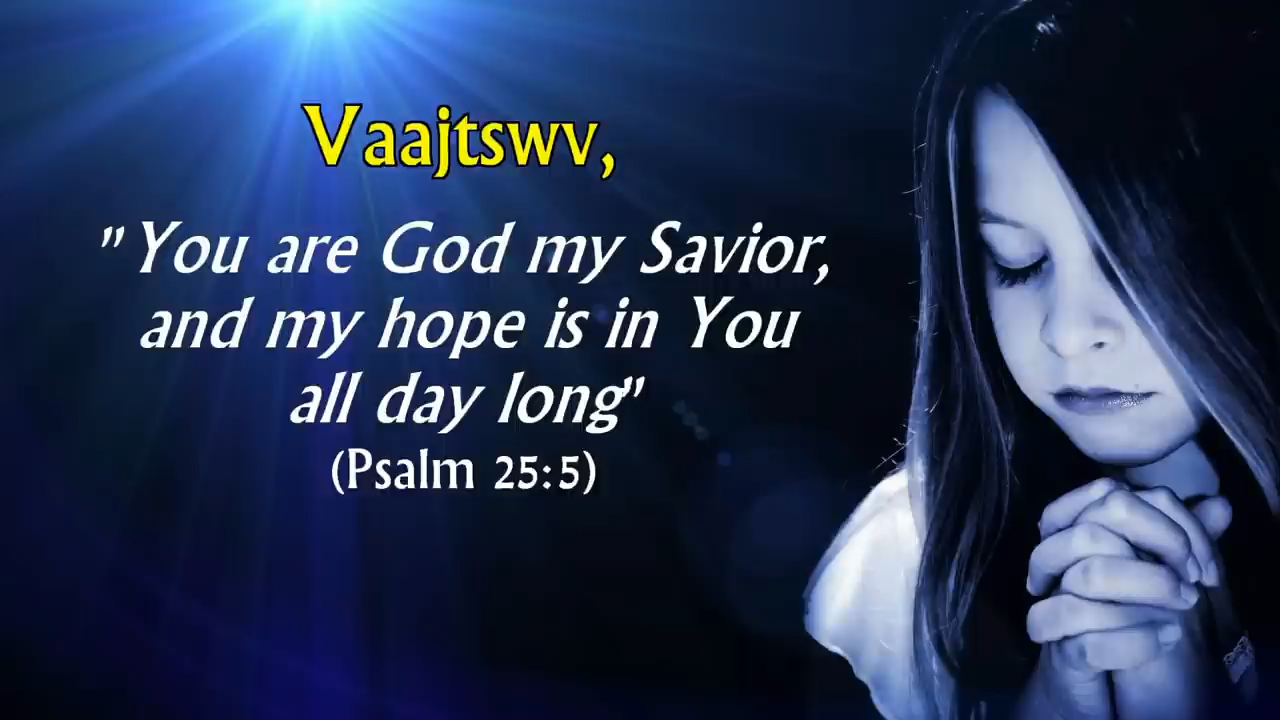 Vaajtswv,
"You are God my Savior,
and my hope is in You
all day long"
(Psalm 25:5)